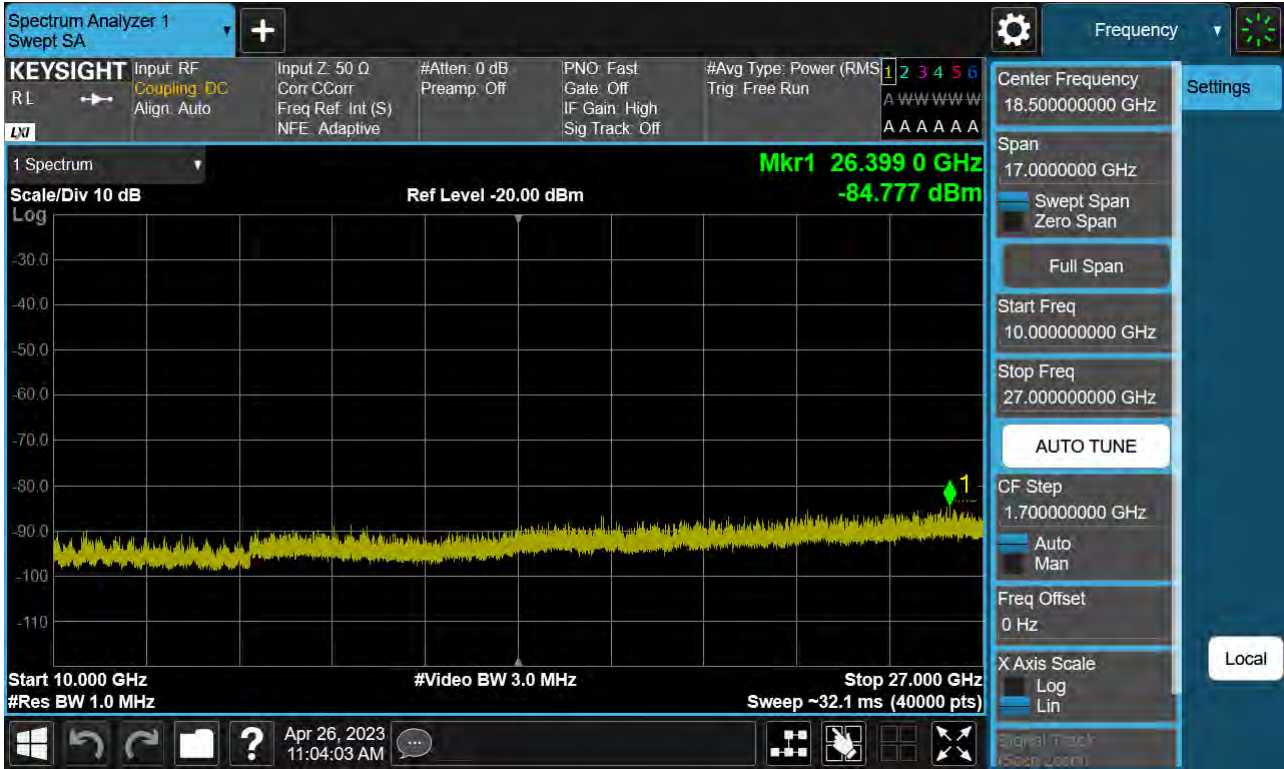 Spectrum Analyzer 1
Swept SA
+
Frequency
KEYSIGHT
R L
LXI
Input: RF
Coupling: DC
Align: Auto
Input Z: 50 Ω
Corr CCorr
Freq Ref: Int (S)
NFE: Adaptive
#Atten: 0 dB
Preamp: Off
PNO: Fast
Gate: Off
IF Gain: High
Sig Track: Off
#Avg Type: Power (RMS
Trig: Free Run
1 2 3 4 5 6
A W W W W W
A A A A A A
1 Spectrum
Scale/Div 10 dB
Log
Ref Level -20.00 dBm
Mkr1 26.399 0 GHz
-84.777 dBm
-30.0
-40.0
-50.0
-60.0
-70.0
-80.0
-90.0
-100
-110
1
Start 10.000 GHz
#Res BW 1.0 MHz
#Video BW 3.0 MHz
Stop 27.000 GHz
Sweep ~32.1 ms (40000 pts)
Center Frequency
18.500000000 GHz
Span
17.0000000 GHz
Swept Span
Zero Span
Full Span
Start Freq
10.000000000 GHz
Stop Freq
27.000000000 GHz
AUTO TUNE
CF Step
1.700000000 GHz
Auto
Man
Freq Offset
0 Hz
X Axis Scale
Log
Lin
Signal Track
(Span Zoom)
Settings
Local
?
Apr 26, 2023
11:04:03 AM